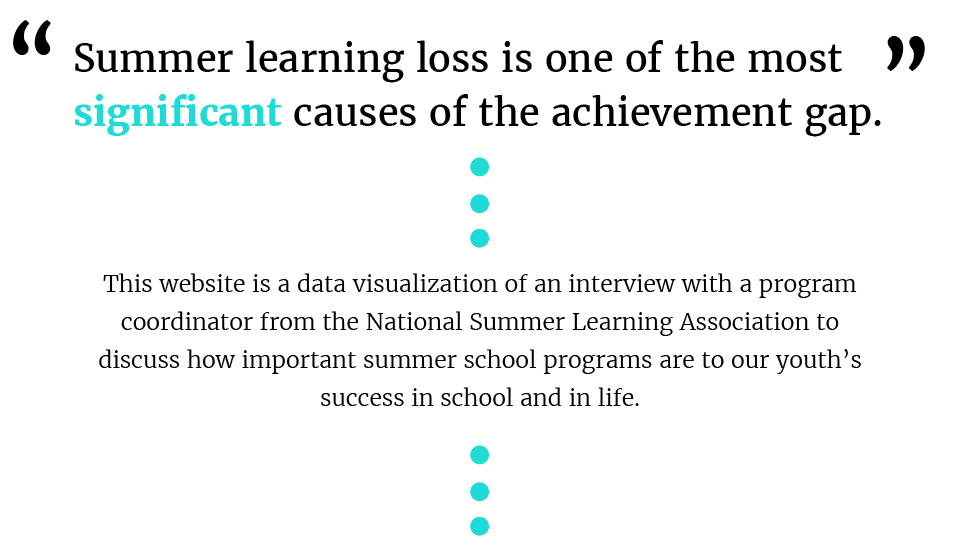 “ Summer learning loss is one of the most ”
significant causes of the achievement gap.
This website is a data visualization of an interview with a program
coordinator from the National Summer Learning Association to
discuss how important summer school programs are to our youth’s
success in school and in life.